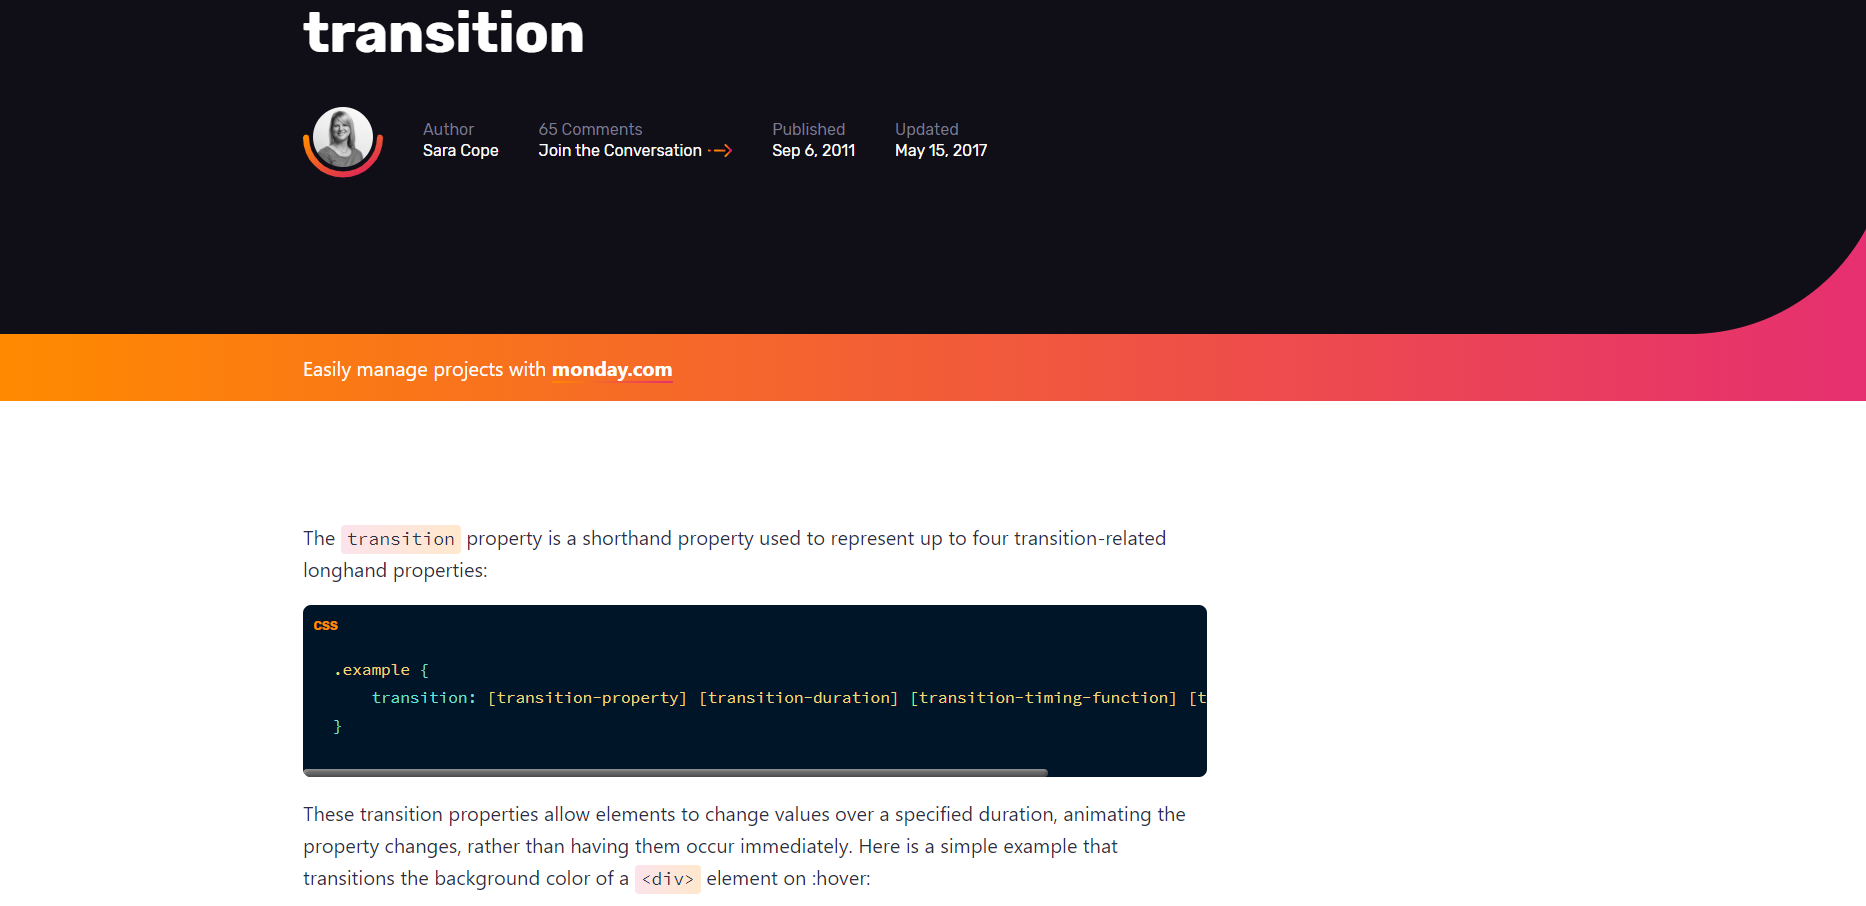 transition
Author
Sara Cope
65 Comments
Join the Conversation
Published
Sep 6, 2011
Updated
May 15, 2017
Easily manage projects with monday.com
The transition property is a shorthand property used to represent up to four transition-related
longhand properties:
CSS
.example {
transition: [transition-property] [transition-duration] [transition-timing-function] [t
}
These transition properties allow elements to change values over a specified duration, animating the
property changes, rather than having them occur immediately. Here is a simple example that
transitions the background color of a <div> element on :hover: